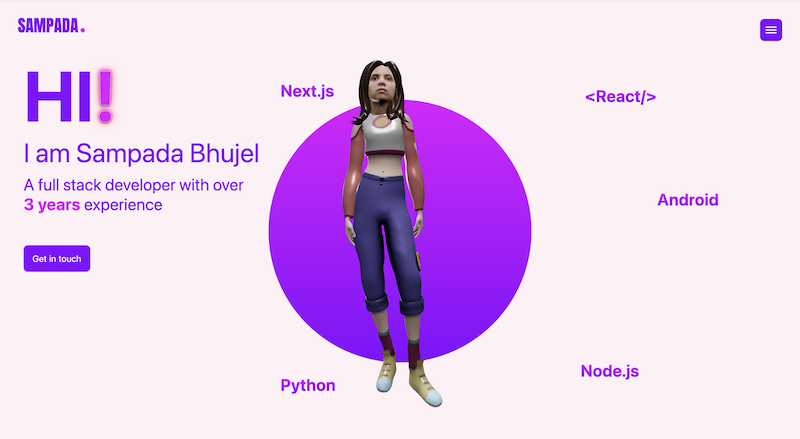 SAMPADA.
HI!
I am Sampada Bhujel
A full stack developer with over
3 years experience
Get in touch
Next.js
<React/>
Android
Node.js
Python